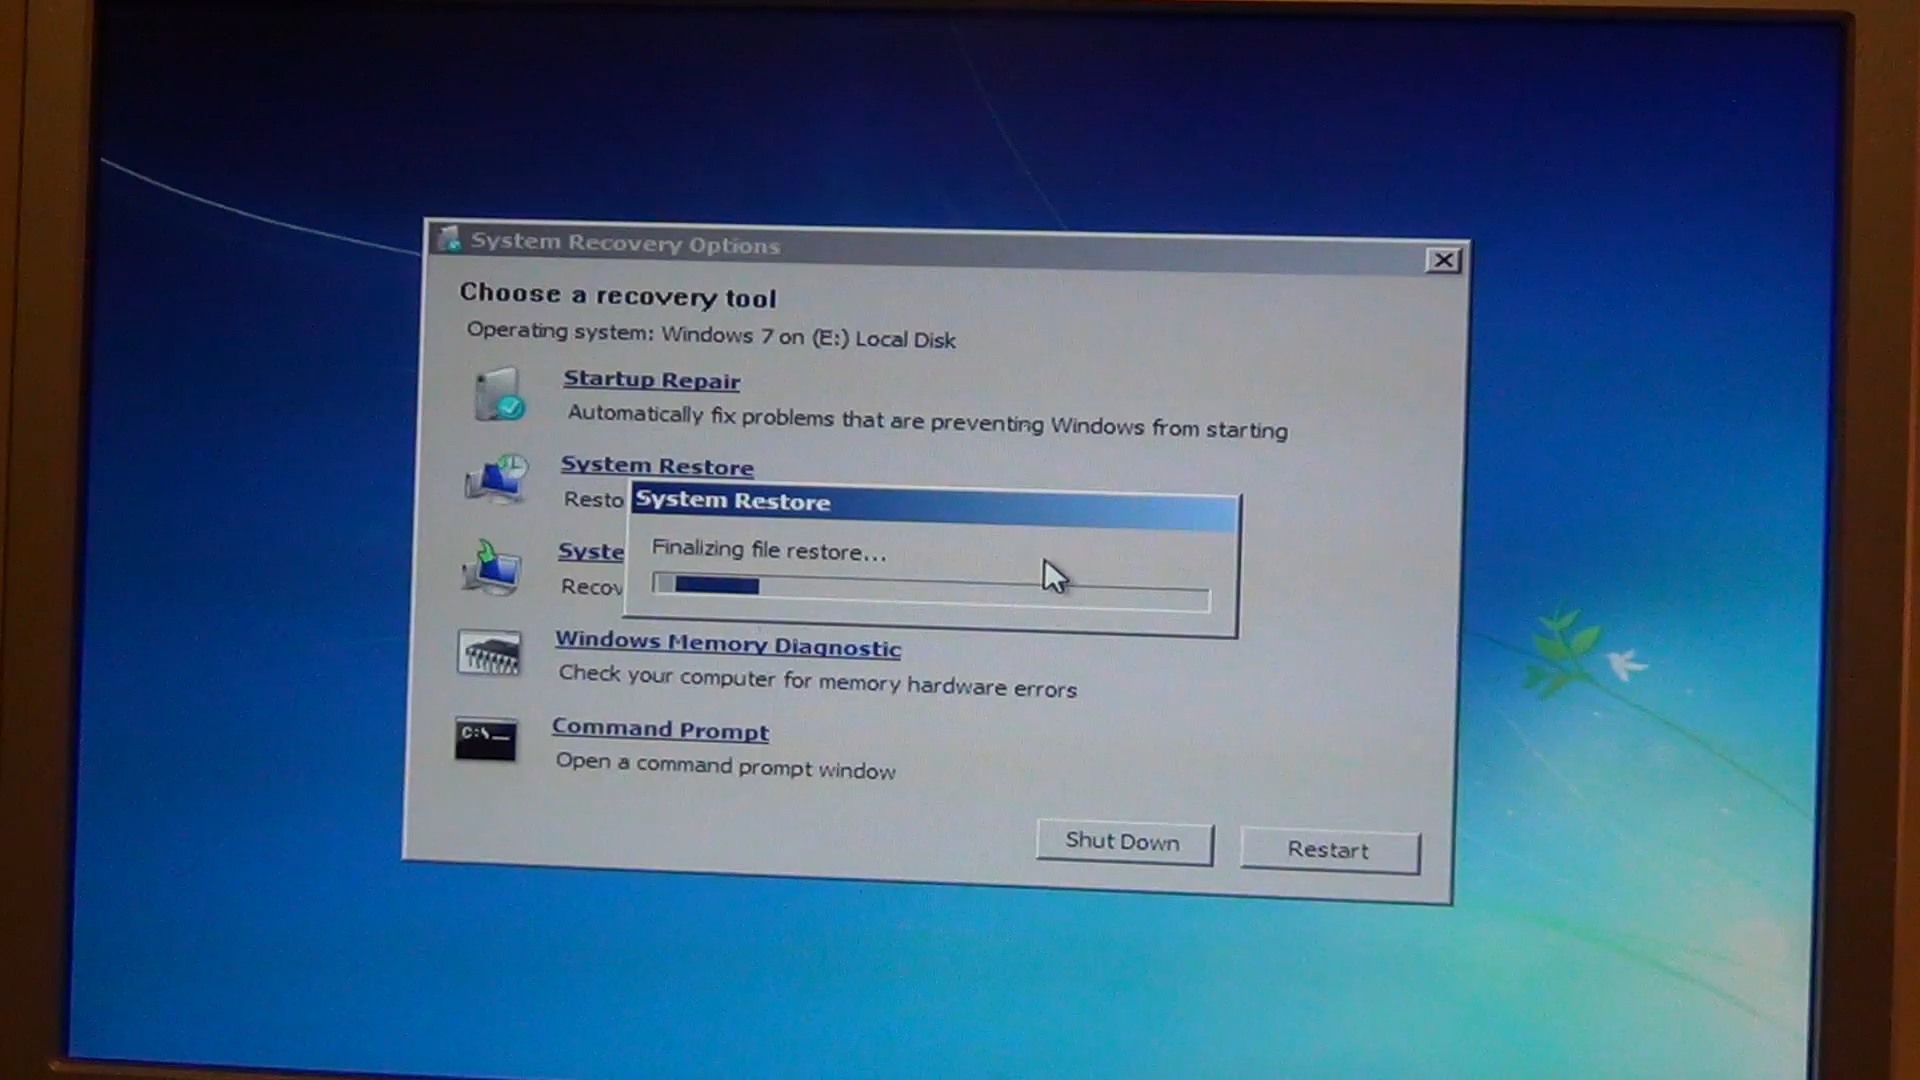 System Recovery Options
Choose a recovery tool
Operating system: Windows 7 on (E:) Local Disk
Startup Repair
Automatically fix problems that are preventing Windows from starting
System Restore
Resto
System Restore
Finalizing file restore...
Syste
Recov
Windows Memory Diagnostic
Check your computer for memory hardware errors
C:\
Command Prompt
Open a command prompt window
Shut Down
Restart